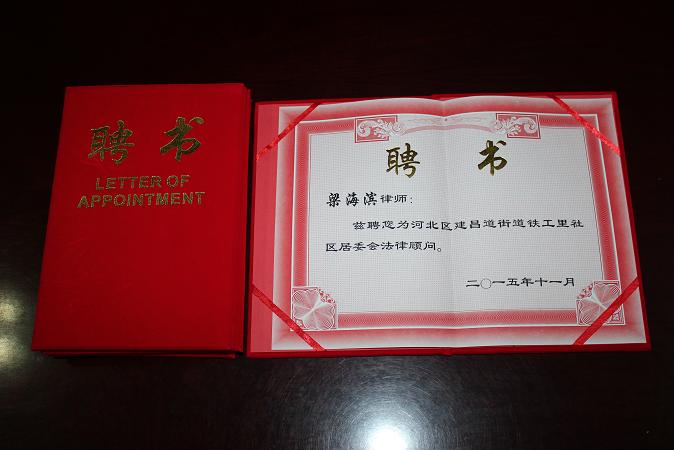 聘书
LETTER OF
APPOINTMENT
聘书
梁海滨律师：
兹聘您为河北区建昌道街道铁工里社
区居委会法律顾问。
二〇一五年十一月